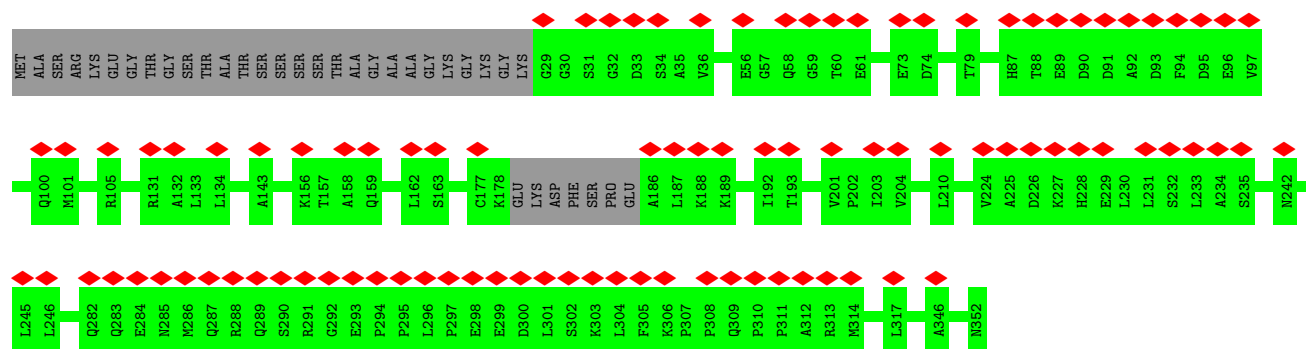 MET ALA SER ARG LYS GLU GLY THR GLY SER THR ALA THR SER SER SER SER THR ALA GLY ALA ALA GLY LYS GLY LYS GLY LYS G29 G30 S31 G32 D33 S34 A35 V36 E56 G57 Q58 G59 T60 E61 E73 D74 T79 H87 T88 E89 D90 D91 A92 D93 F94 D95 E96 V97
Q100 M101 R105 R131 A132 L133 L134 A143 K156 T157 A158 Q159 L162 S163 C177 K178 GLU LYS ASP PHE SER PRO GLU A186 L187 K188 K189 I192 T193 V201 P202 I203 V204 L210 V224 A225 D226 K227 H228 E229 L230 L231 S232 L233 A234 S235 N242
L245 L246 Q282 Q283 E284 N285 M286 Q287 R288 Q289 S290 R291 G292 E293 P294 P295 L296 P297 E298 E299 D300 L301 S302 K303 L304 F305 K306 P307 P308 Q309 P310 P311 A312 R313 M314 L317 A346 N352